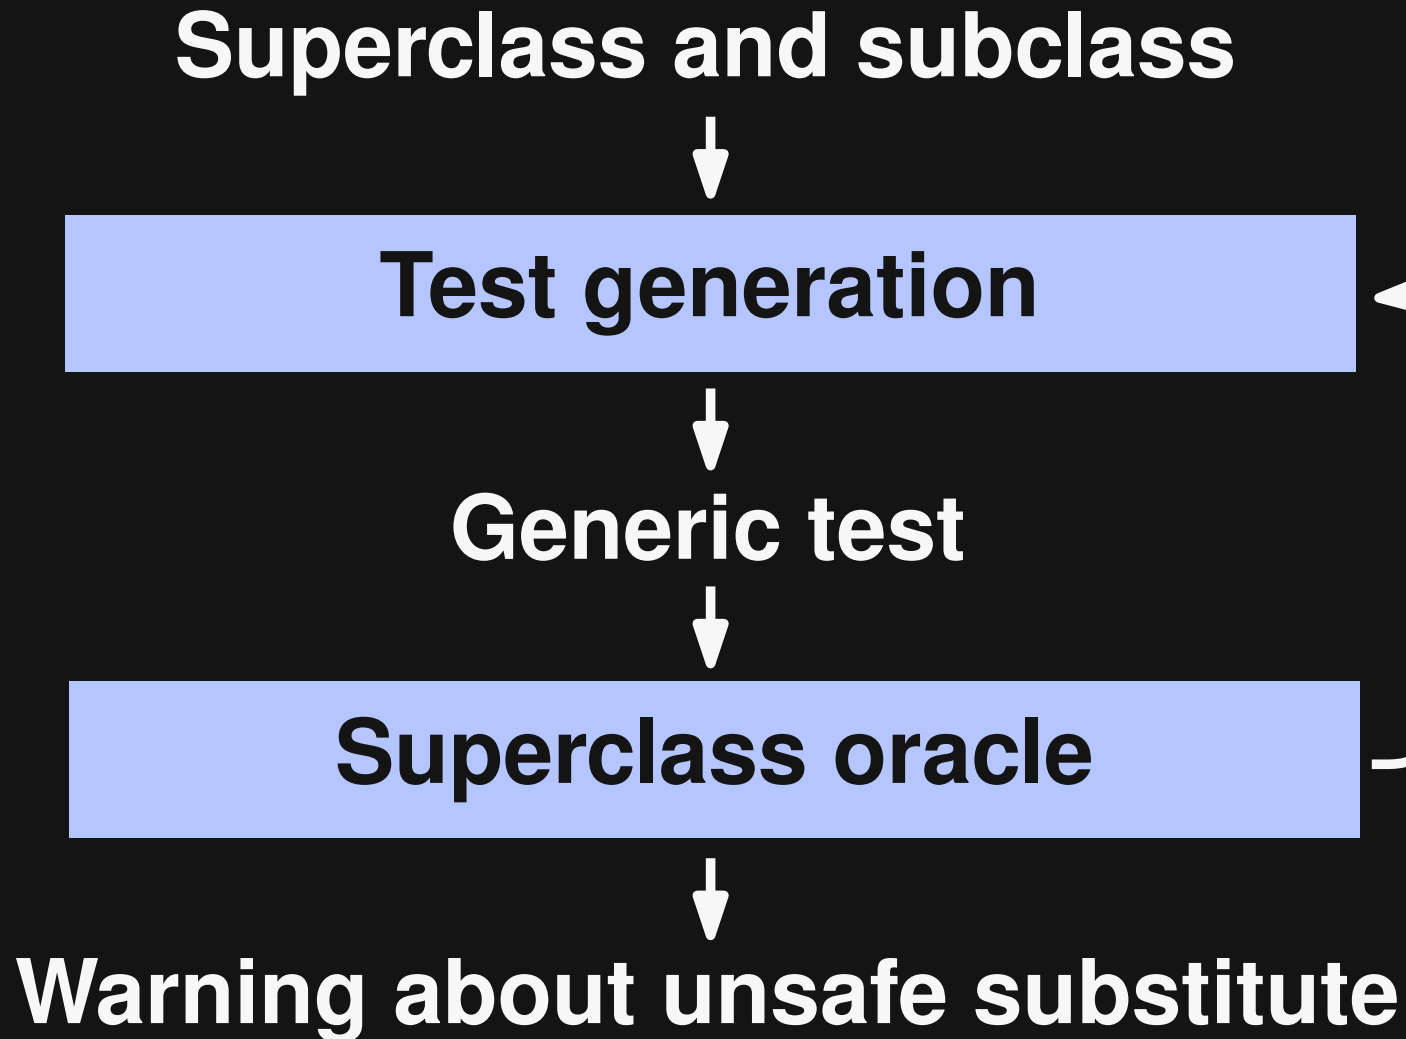 Superclass and subclass
Test generation
Generic test
Superclass oracle
Warning about unsafe substitute